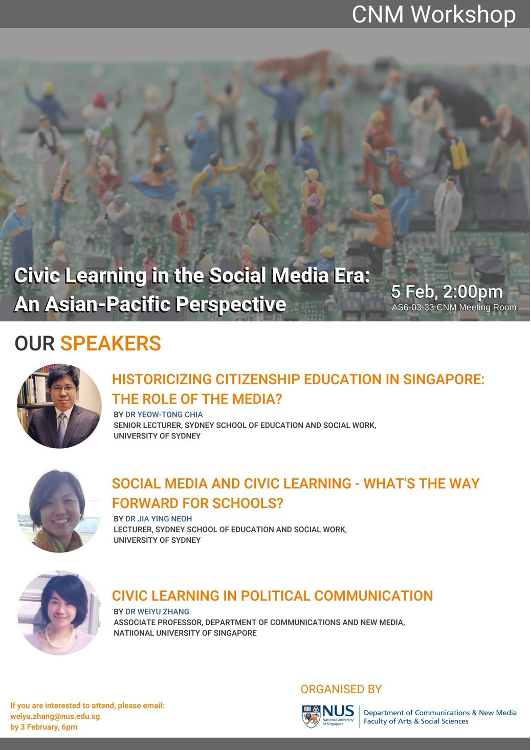 CNM Workshop
Civic Learning in the Social Media Era:
An Asian-Pacific Perspective
5 Feb, 2:00pm
AS6-03-33 CNM Meeting Room
OUR SPEAKERS
HISTORICIZING CITIZENSHIP EDUCATION IN SINGAPORE:
THE ROLE OF THE MEDIA?
BY DR YEOW-TONG CHIA
SENIOR LECTURER, SYDNEY SCHOOL OF EDUCATION AND SOCIAL WORK,
UNIVERSITY OF SYDNEY
SOCIAL MEDIA AND CIVIC LEARNING - WHAT'S THE WAY
FORWARD FOR SCHOOLS?
BY DR JIA YING NEOH
LECTURER, SYDNEY SCHOOL OF EDUCATION AND SOCIAL WORK,
UNIVERSITY OF SYDNEY
CIVIC LEARNING IN POLITICAL COMMUNICATION
BY DR WEIYU ZHANG
ASSOCIATE PROFESSOR, DEPARTMENT OF COMMUNICATIONS AND NEW MEDIA,
NATIIONAL UNIVERSITY OF SINGAPORE
If you are interested to attend, please email:
weiyu.zhang@nus.edu.sg
by 3 February, 6pm
ORGANISED BY
NUS
National University
of Singapore
Department of Communications & New Media
Faculty of Arts & Social Sciences